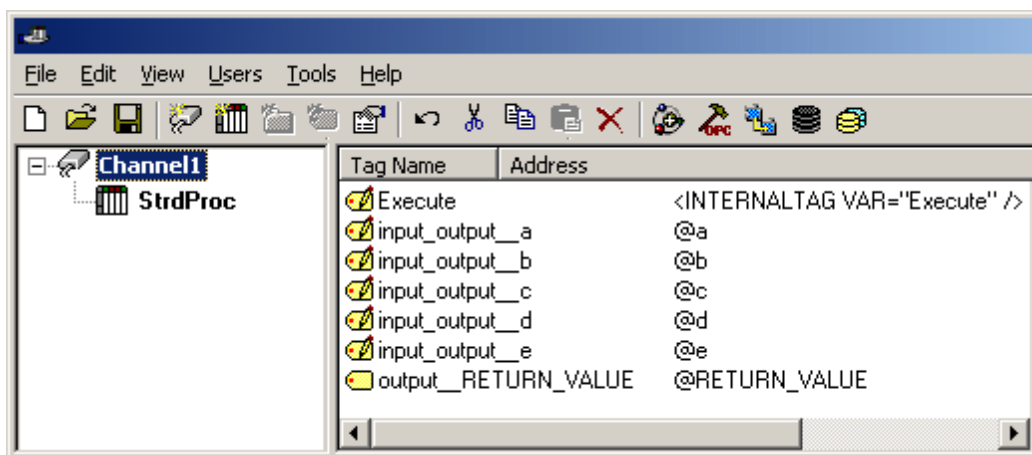 File Edit View Users Tools Help
OPC
Channel1
StrdProc
Tag Name Address
Execute <INTERNALTAG VAR="Execute" />
input_output__a @a
input_output__b @b
input_output__c @c
input_output__d @d
input_output__e @e
output__RETURN_VALUE @RETURN_VALUE